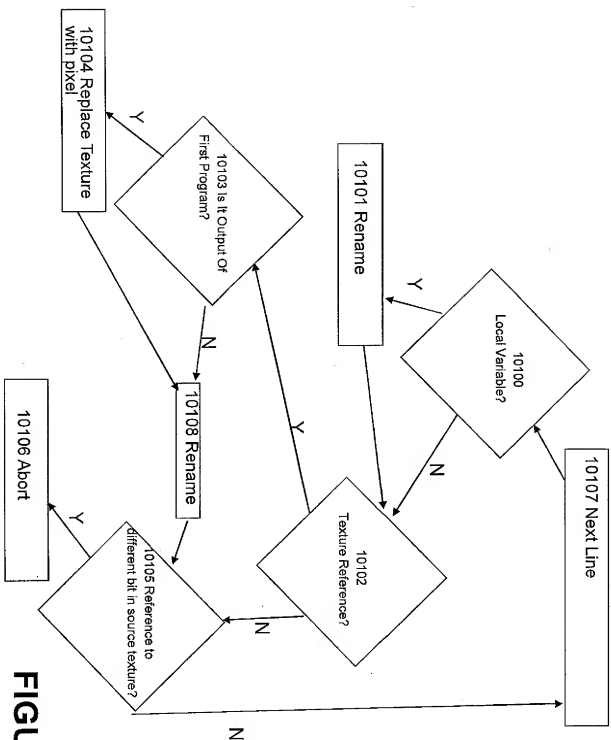 10107 Next Line
10100
Local Variable?
Y
N
10101 Rename
10102
Texture Reference?
Y
N
10103 Is It Output Of
First Program?
Y
N
10104 Replace Texture
with pixel
10108 Rename
10105 Reference to
different bit in source texture?
Y
N
10106 Abort